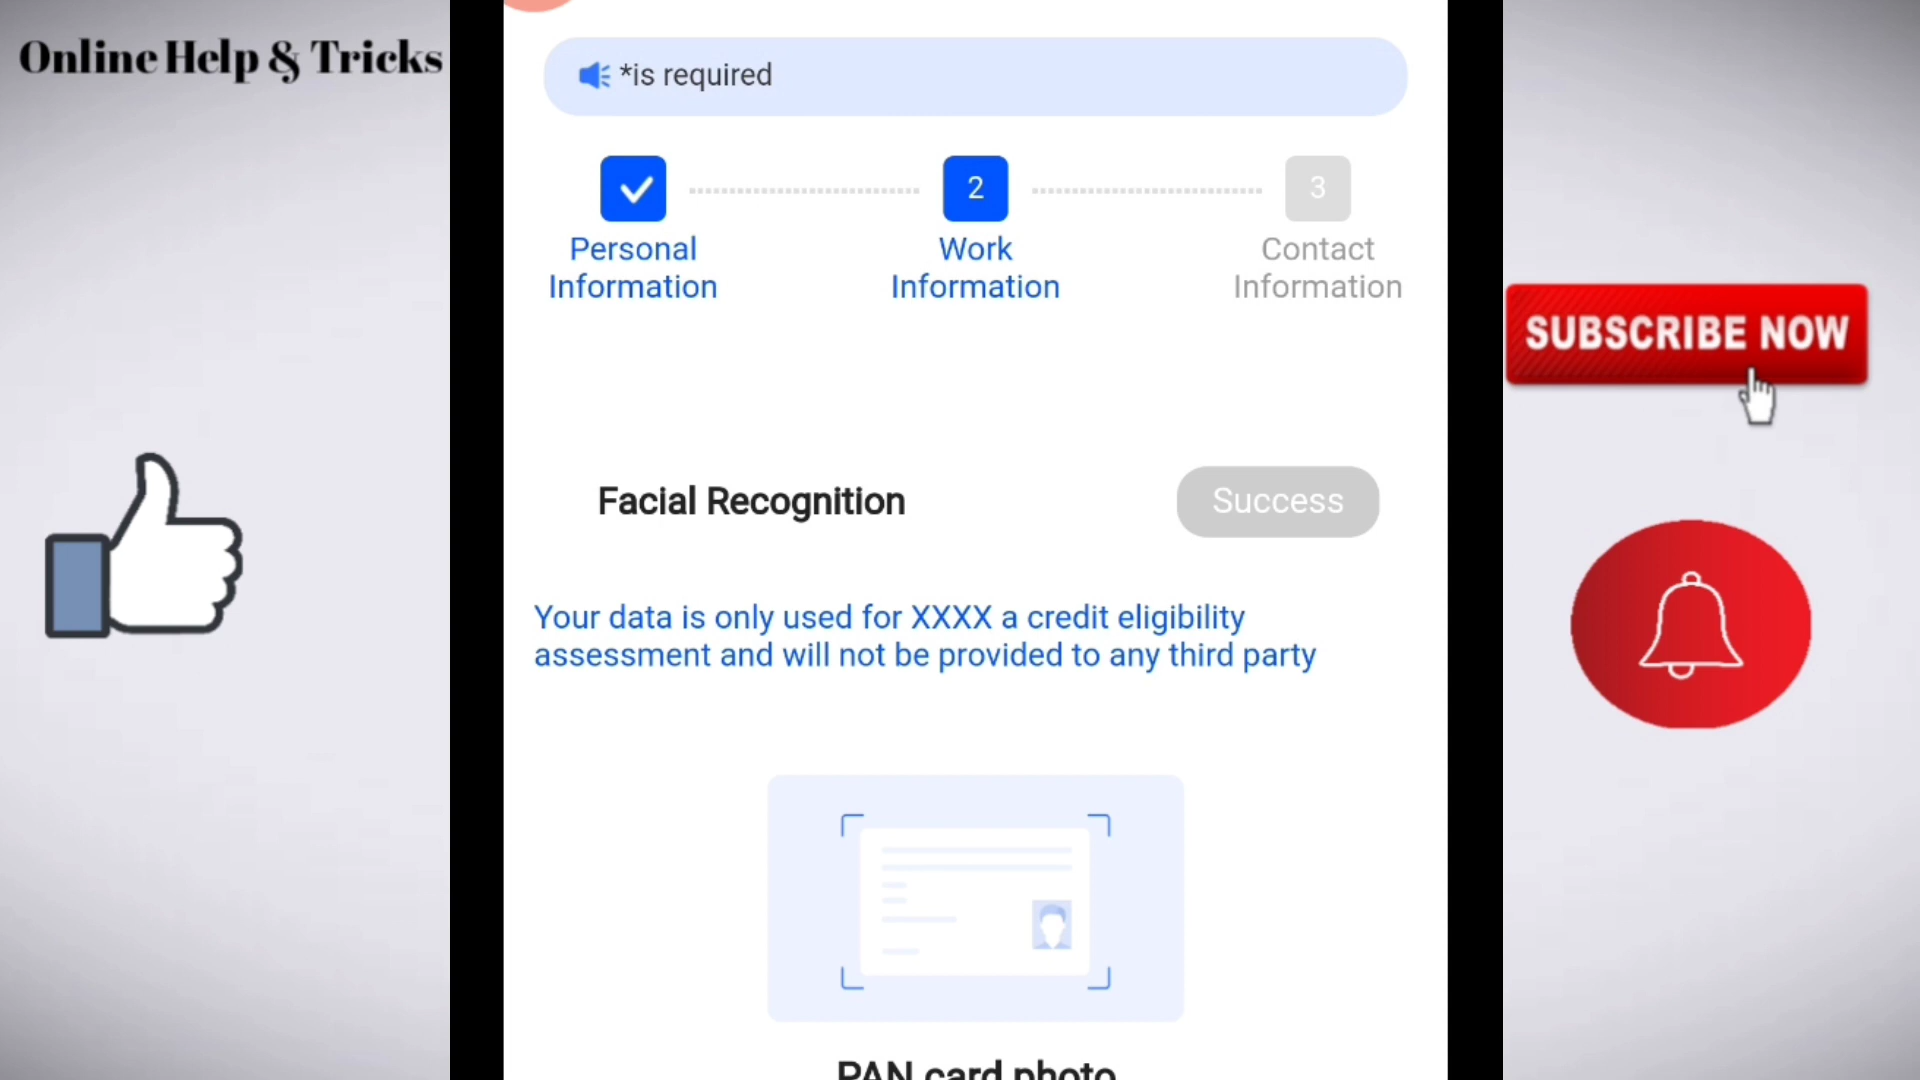 Online Help & Tricks
*is required
2
3
Personal
Information
Work
Information
Contact
Information
SUBSCRIBE NOW
Facial Recognition
Success
Your data is only used for XXXX a credit eligibility
assessment and will not be provided to any third party
PAN card photo